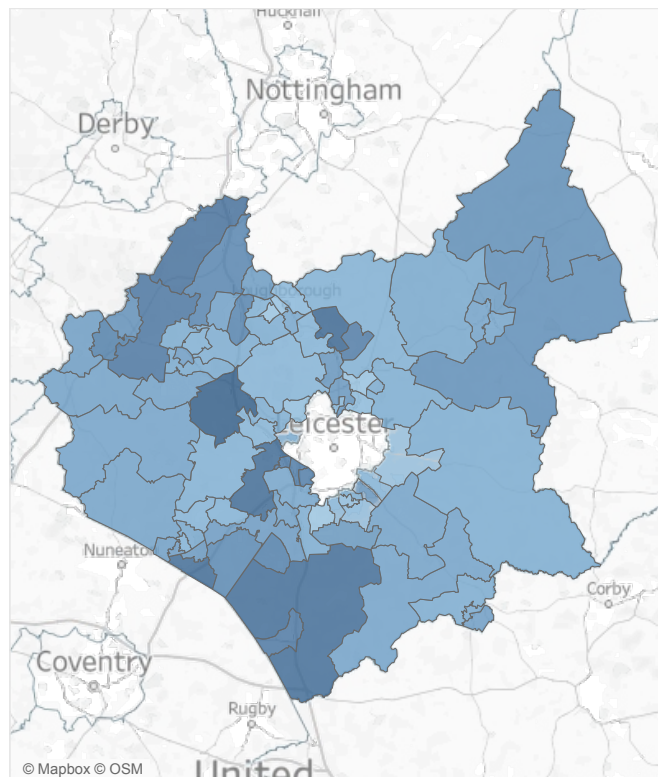 Hucknall
Nottingham
Derby
Loughborough
Leicester
Nuneaton
Corby
Coventry
Rugby
United
© Mapbox © OSM